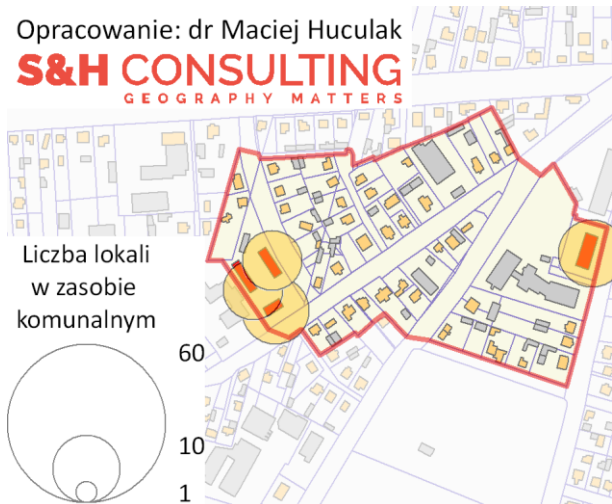 Opracowanie: dr Maciej Huculak
S&H CONSULTING
GEOGRAPHY MATTERS
Liczba lokali
w zasobie
komunalnym
60
10
1